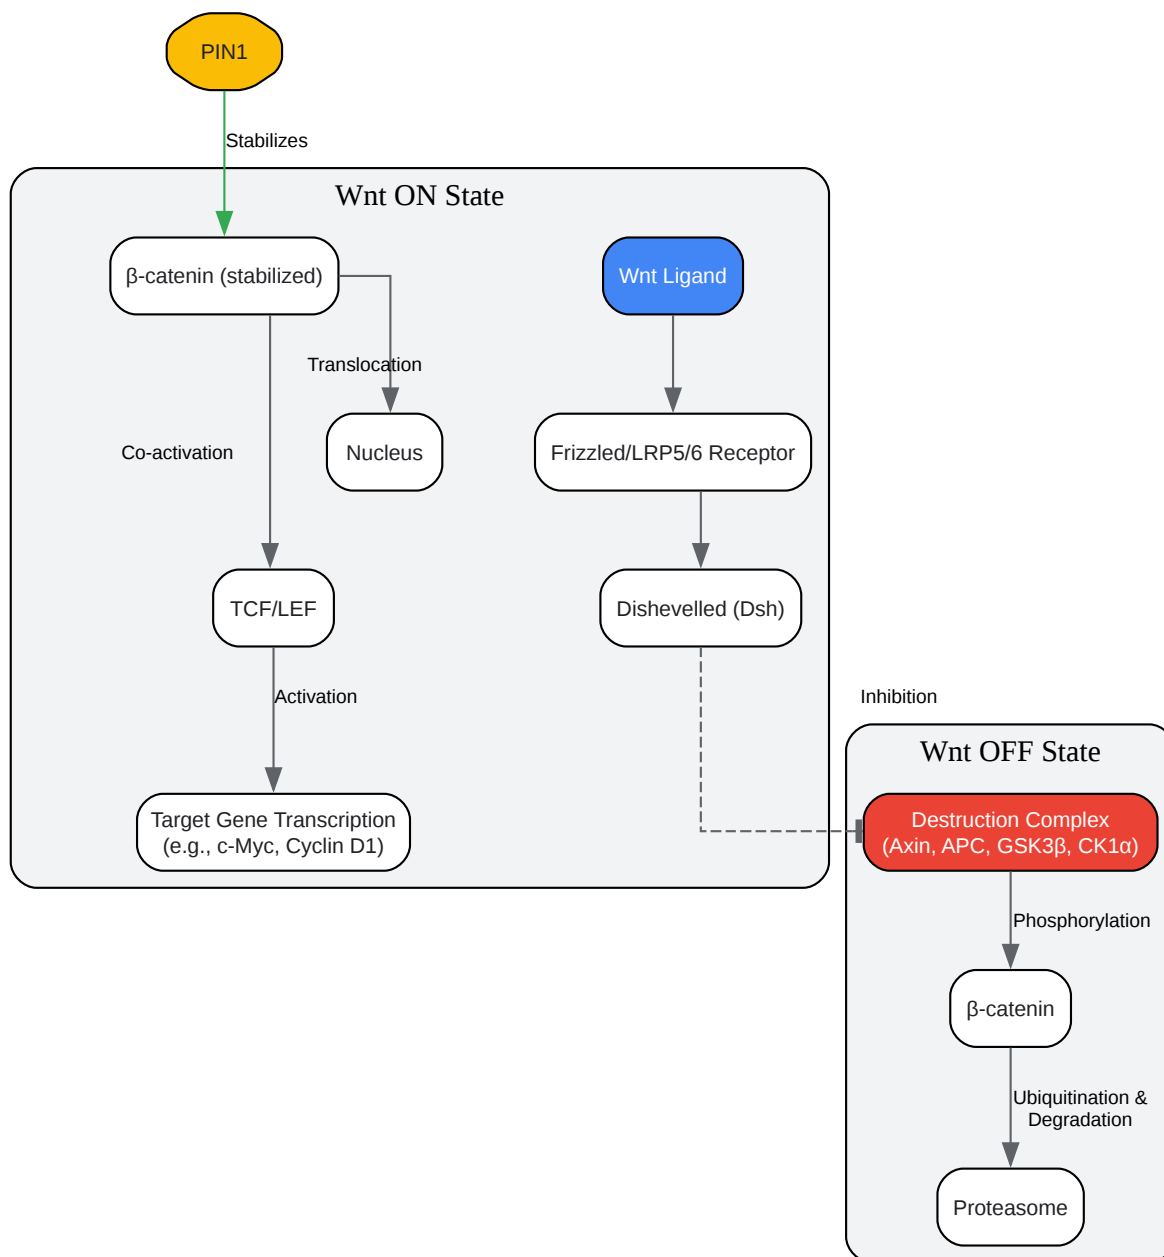 PIN1
Stabilizes
Wnt ON State
β-catenin (stabilized)
Wnt Ligand
Translocation
Co-activation
Nucleus
Frizzled/LRP5/6 Receptor
TCF/LEF
Dishevelled (Dsh)
Activation
Inhibition
Target Gene Transcription
(e.g., c-Myc, Cyclin D1)
Wnt OFF State
Destruction Complex
(Axin, APC, GSK3β, CK1α)
Phosphorylation
β-catenin
Ubiquitination &
Degradation
Proteasome